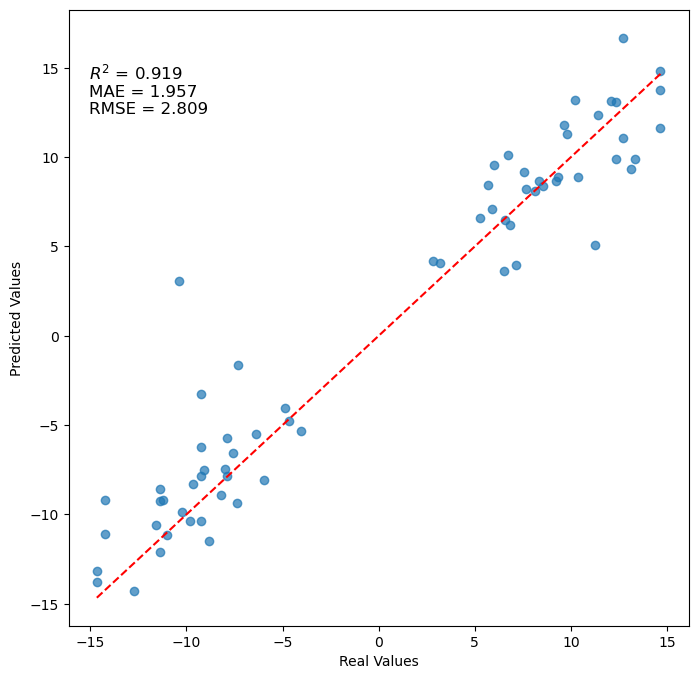 R² = 0.919
MAE = 1.957
RMSE = 2.809
15
10
5
0
−5
−10
−15
Predicted Values
−15 −10 −5 0 5 10 15
Real Values